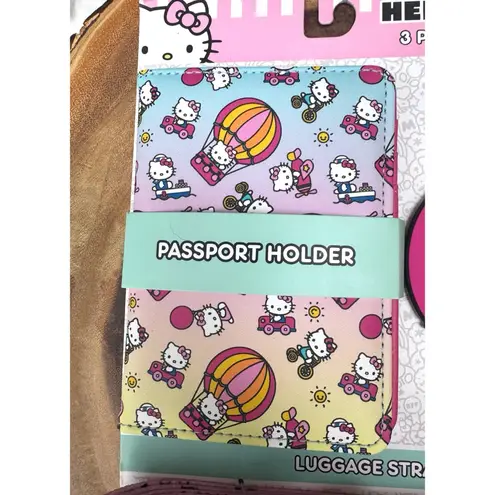 HE
3 P
PASSPORT HOLDER
LUGGAGE STRA